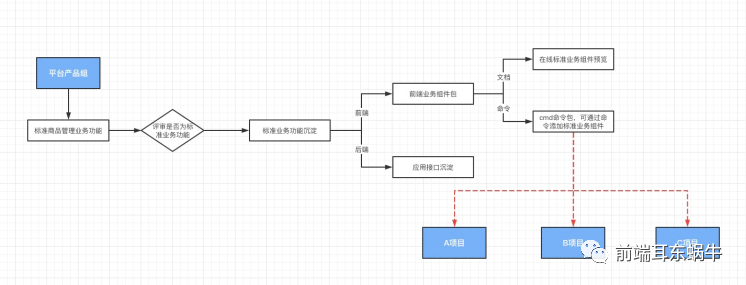 平台产品组
标准商品管理业务功能
评审是否为标
准业务功能
标准业务功能沉淀
前端
后端
前端业务组件包
应用接口沉淀
文档
命令
在线标准业务组件预览
cmd命令包，可通过命
令添加标准业务组件
A项目
B项目
C项目
前端耳东蜗牛